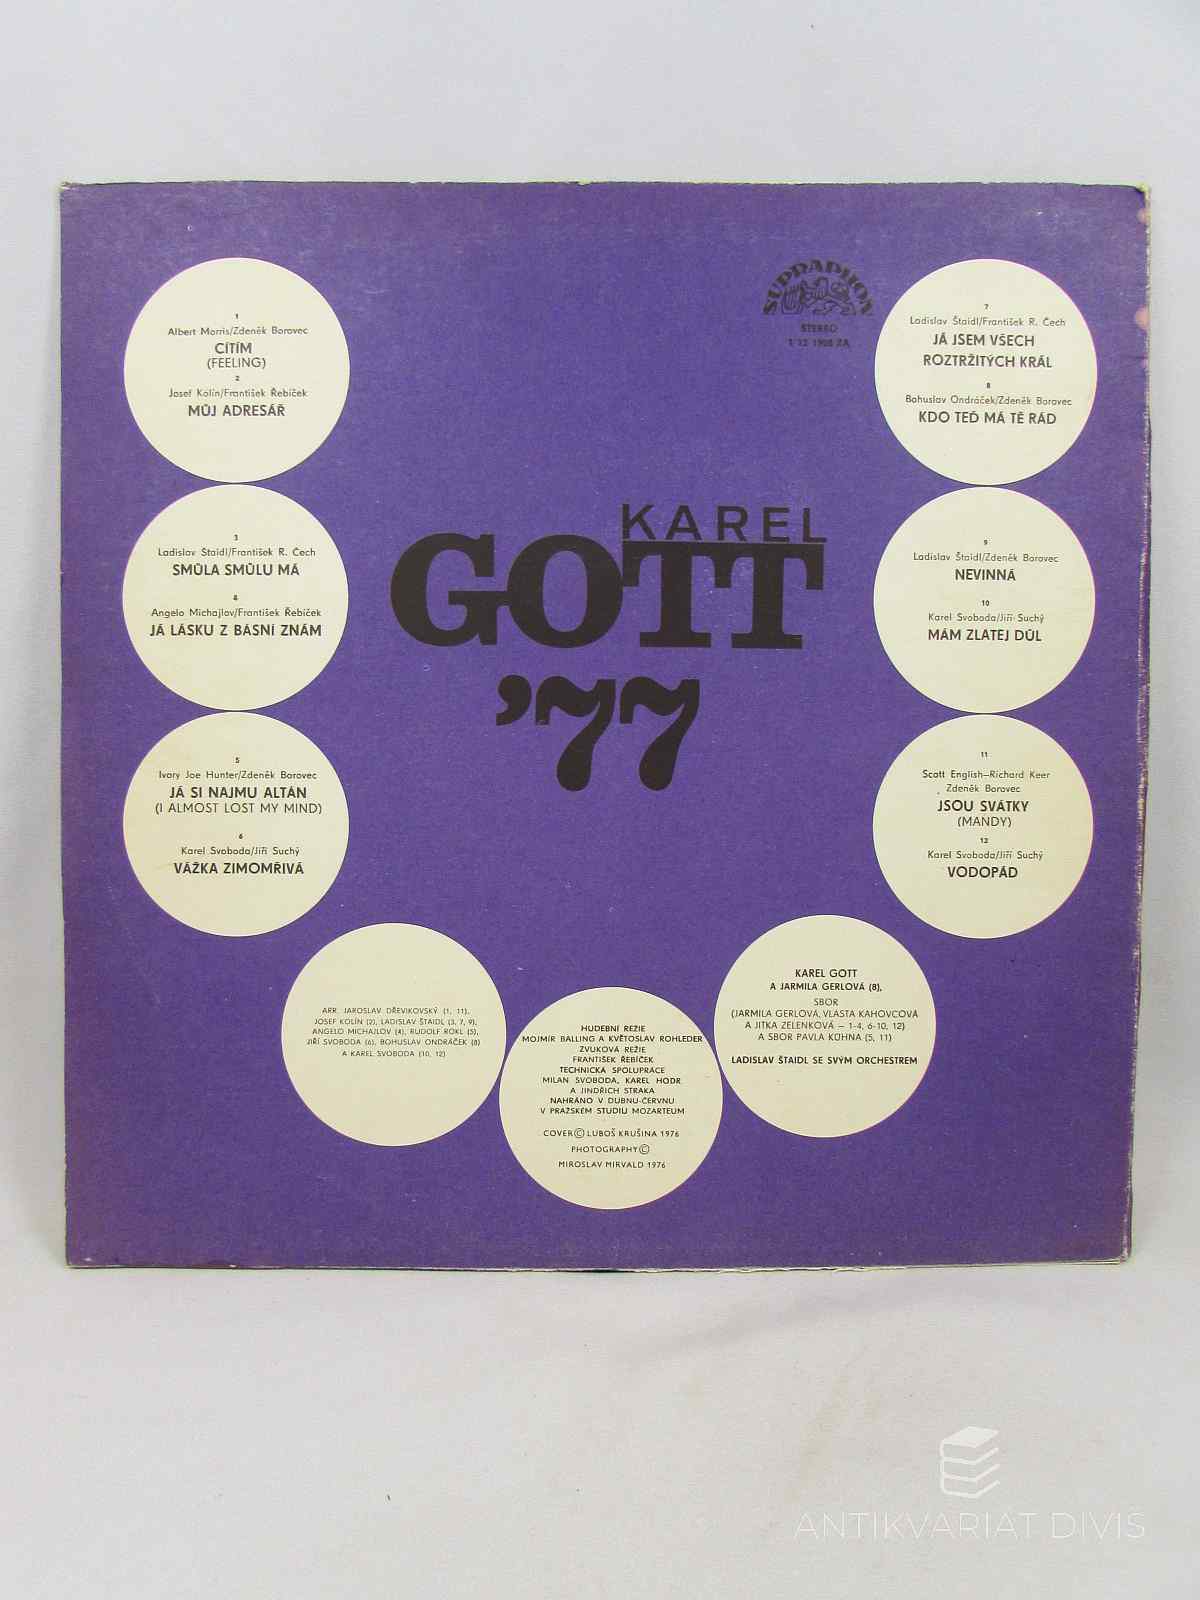 1
Albert Morris/Zdeněk Borovec
CÍTÍM
(FEELING)
2
Josef Kolín/František Řebíček
MŮJ ADRESÁŘ
3
Ladislav Štaidl/František R. Čech
SMŮLA SMŮLU MÁ
4
Angelo Michajlov/František Řebíček
JÁ LÁSKU Z BÁSNÍ ZNÁM
5
Ivory Joe Hunter/Zdeněk Borovec
JÁ SI NAJMU ALTÁN
(I ALMOST LOST MY MIND)
6
Karel Svoboda/Jiří Suchý
VÁŽKA ZIMOMŘIVÁ
SUPRAPHON
STEREO
1 13 1908 ZA
KAREL
GOTT
'77
7
Ladislav Štaidl/František R. Čech
JÁ JSEM VŠECH
ROZTRŽITÝCH KRÁL
8
Bohuslav Ondráček/Zdeněk Borovec
KDO TEĎ MÁ TĚ RÁD
9
Ladislav Štaidl/Zdeněk Borovec
NEVINNÁ
10
Karel Svoboda/Jiří Suchý
MÁM ZLATEJ DŮL
11
Scott English–Richard Keer
Zdeněk Borovec
JSOU SVÁTKY
(MANDY)
12
Karel Svoboda/Jiří Suchý
VODOPÁD
ARR. JAROSLAV DŘEVIKOVSKÝ (1, 11),
JOSEF KOLÍN (2), LADISLAV ŠTAIDL (3, 7, 9),
ANGELO MICHAJLOV (4), RUDOLF ROKL (5),
JIŘÍ SVOBODA (6), BOHUSLAV ONDRÁČEK (8)
A KAREL SVOBODA (10, 12)
HUDEBNÍ REŽIE
MOJMÍR BALLING A KVĚTOSLAV ROHLEDER
ZVUKOVÁ REŽIE
FRANTIŠEK ŘEBÍČEK
TECHNICKÁ SPOLUPRÁCE
MILAN SVOBODA, KAREL HODR
A JINDŘICH STRAKA
NAHRÁNO V DUBNU-ČERVNU
V PRAŽSKÉM STUDIU MOZARTEUM
COVER © LUBOŠ KRUŠINA 1976
PHOTOGRAPHY ©
MIROSLAV MIRVALD 1976
KAREL GOTT
A JARMILA GERLOVÁ (8),
SBOR
(JARMILA GERLOVÁ, VLASTA KAHOVCOVÁ
A JITKA ZELENKOVÁ – 1-4, 6-10, 12)
A SBOR PAVLA KÜHNA (5, 11)
LADISLAV ŠTAIDL SE SVÝM ORCHESTREM
ANTIKVARIAT DIVIŠ